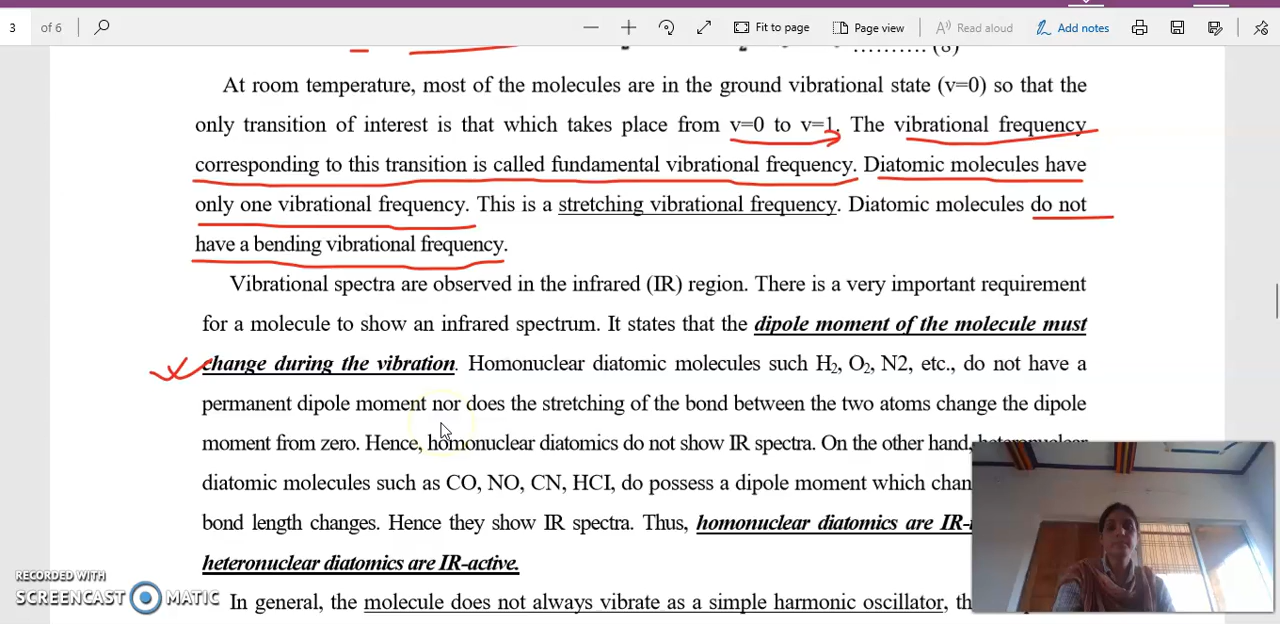 3 of 6 Fit to page Page view Read aloud Add notes
.......... (8)
At room temperature, most of the molecules are in the ground vibrational state (v=0) so that the
only transition of interest is that which takes place from v=0 to v=1. The vibrational frequency
corresponding to this transition is called fundamental vibrational frequency. Diatomic molecules have
only one vibrational frequency. This is a stretching vibrational frequency. Diatomic molecules do not
have a bending vibrational frequency.
Vibrational spectra are observed in the infrared (IR) region. There is a very important requirement
for a molecule to show an infrared spectrum. It states that the dipole moment of the molecule must
change during the vibration. Homonuclear diatomic molecules such H₂, O₂, N2, etc., do not have a
permanent dipole moment nor does the stretching of the bond between the two atoms change the dipole
moment from zero. Hence, homonuclear diatomics do not show IR spectra. On the other hand, heteronuclear
diatomic molecules such as CO, NO, CN, HCI, do possess a dipole moment which
bond length changes. Hence they show IR spectra. Thus, homonuclear diatomics are
heteronuclear diatomics are IR-active.
In general, the molecule does not always vibrate as a simple harmonic oscillator,
RECORDED WITH
SCREENCAST MATIC